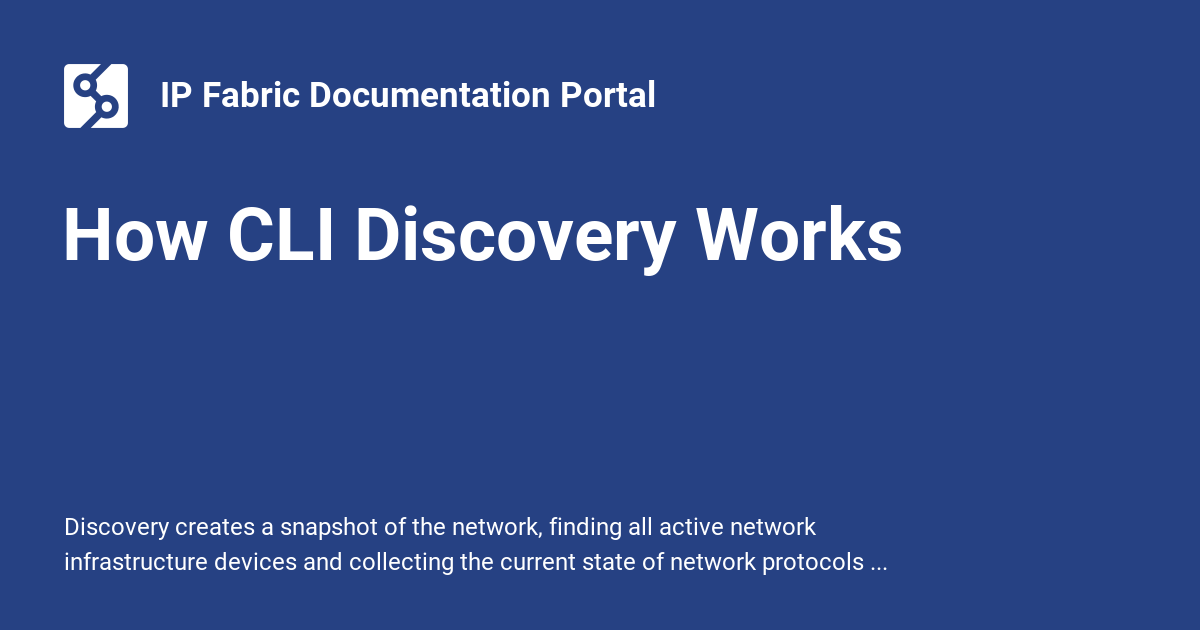 IP Fabric Documentation Portal
How CLI Discovery Works
Discovery creates a snapshot of the network, finding all active network
infrastructure devices and collecting the current state of network protocols ...